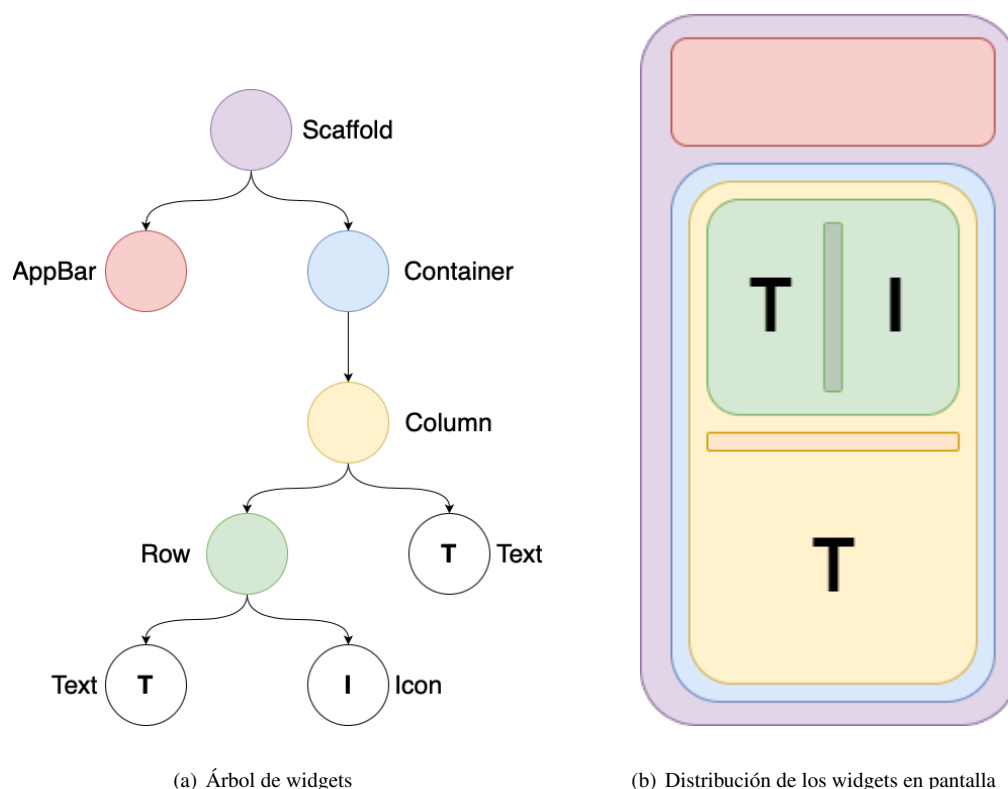 Scaffold
AppBar
Container
Column
Row
T
Text
Text
T
I
Icon
T
I
T
(a) Árbol de widgets
(b) Distribución de los widgets en pantalla